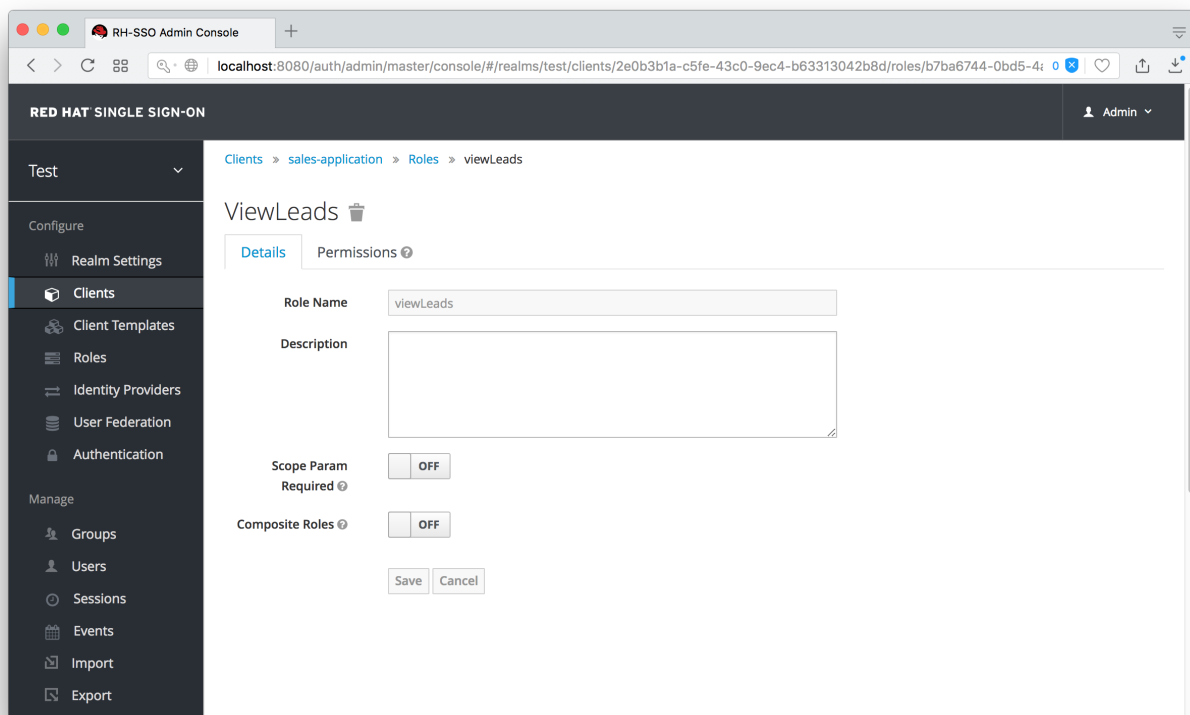 RH-SSO Admin Console
localhost:8080/auth/admin/master/console/#/realms/test/clients/2e0b3b1a-c5fe-43c0-9ec4-b63313042b8d/roles/b7ba6744-0bd5-4a 0
RED HAT SINGLE SIGN-ON
Admin
Test
Clients » sales-application » Roles » viewLeads
ViewLeads
Details Permissions
Configure
Realm Settings
Clients
Client Templates
Roles
Identity Providers
User Federation
Authentication
Manage
Groups
Users
Sessions
Events
Import
Export
Role Name viewLeads
Description
Scope Param
Required OFF
Composite Roles OFF
Save Cancel